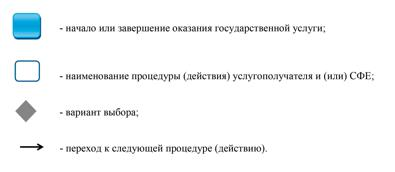 - начало или завершение оказания государственной услуги;
- наименование процедуры (действия) услугополучателя и (или) СФЕ;
- вариант выбора;
- переход к следующей процедуре (действию).